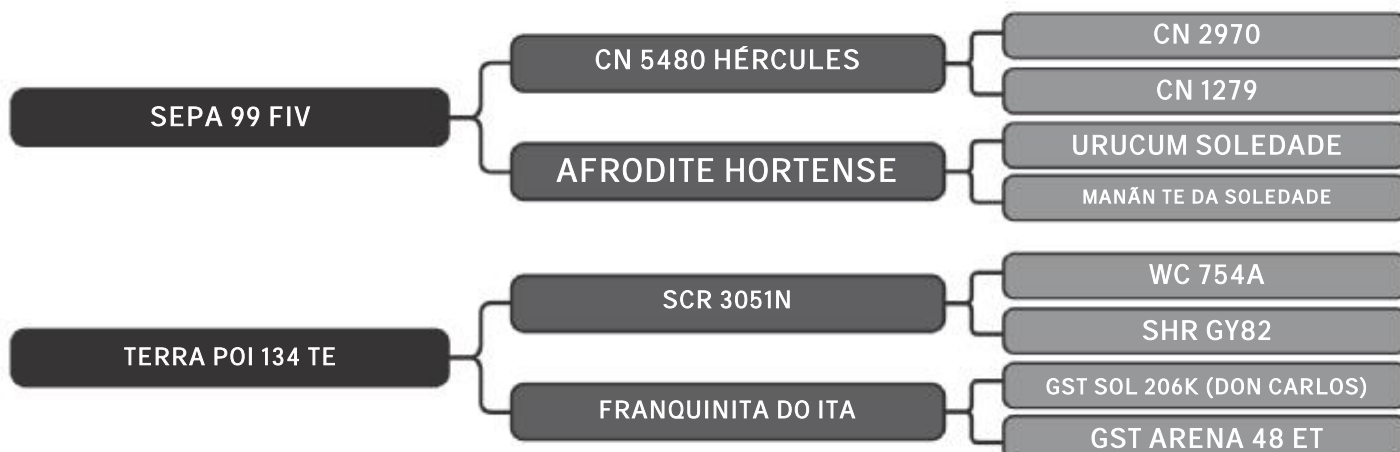 SEPA 99 FIV
CN 5480 HÉRCULES
CN 2970
CN 1279
AFRODITE HORTENSE
URUCUM SOLEDADE
MANÃN TE DA SOLEDADE
TERRA POI 134 TE
SCR 3051N
WC 754A
SHR GY82
FRANQUINITA DO ITA
GST SOL 206K (DON CARLOS)
GST ARENA 48 ET